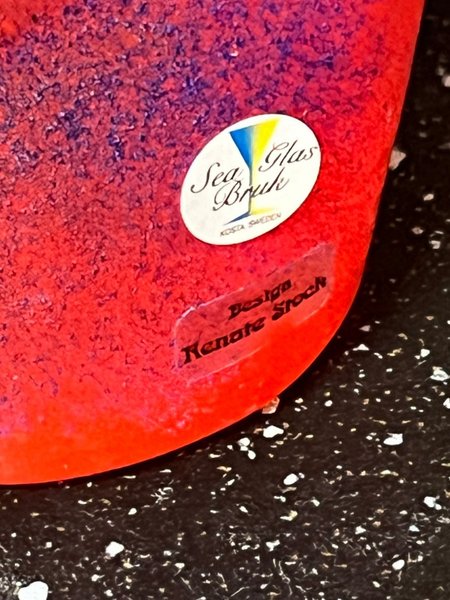 Sea Glas
Bruk
KOSTA SWEDEN
Design
Renate Stock